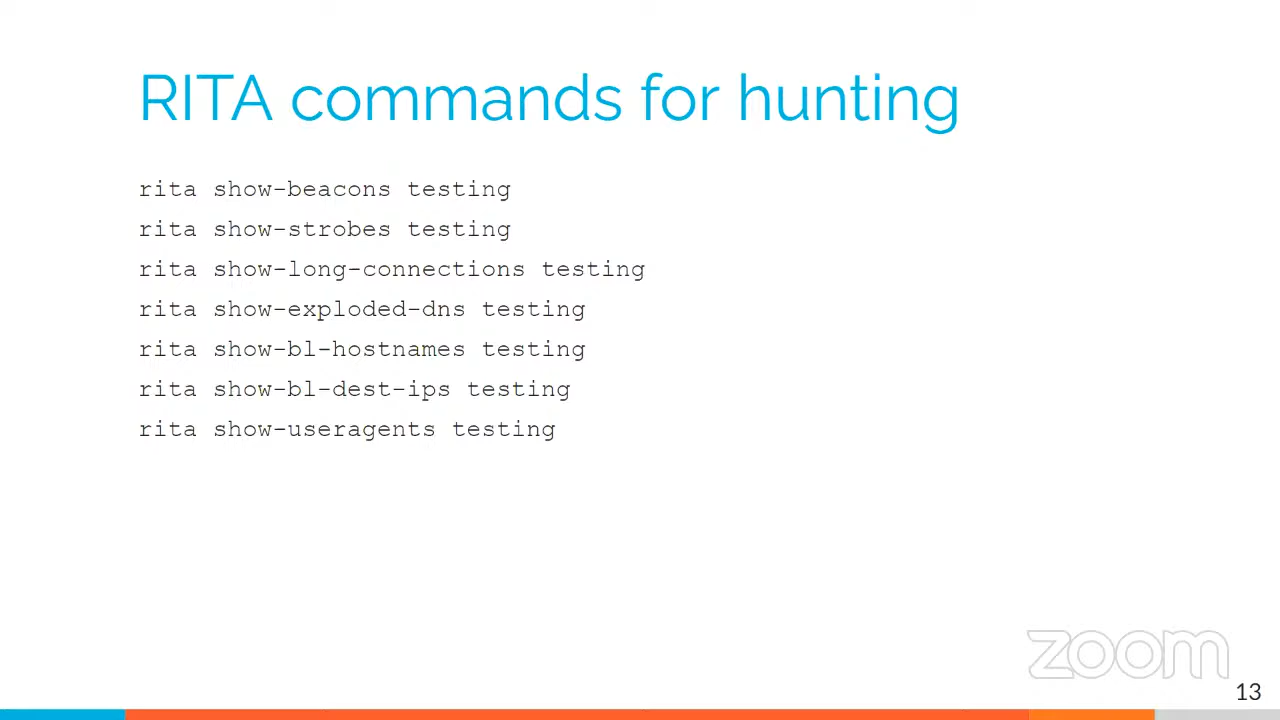 RITA commands for hunting
rita show-beacons testing
rita show-strobes testing
rita show-long-connections testing
rita show-exploded-dns testing
rita show-bl-hostnames testing
rita show-bl-dest-ips testing
rita show-useragents testing
zoom
13